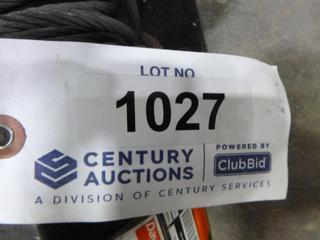 LOT NO.
1027
CENTURY
AUCTIONS
POWERED BY
ClubBid
A DIVISION OF CENTURY SERVICES